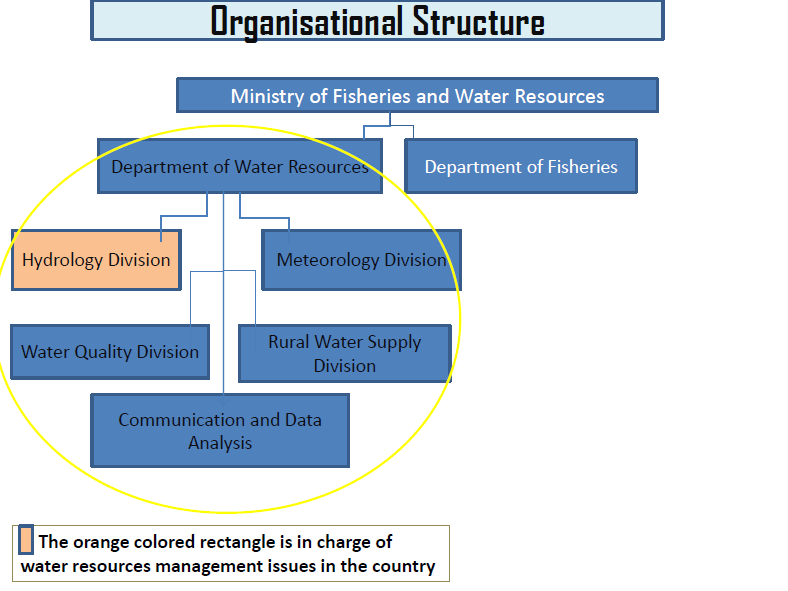 Organisational Structure
Ministry of Fisheries and Water Resources
Department of Water Resources
Department of Fisheries
Hydrology Division
Meteorology Division
Water Quality Division
Rural Water Supply
Division
Communication and Data
Analysis
The orange colored rectangle is in charge of
water resources management issues in the country